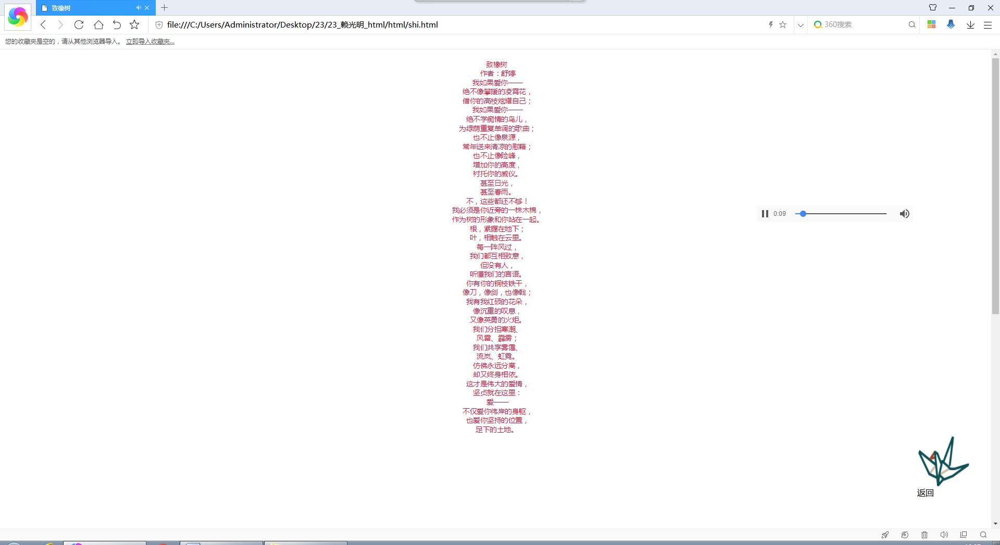 致橡树
file:///C:/Users/Administrator/Desktop/23/23_赖光明_html/html/shi.html
360搜索
您的收藏夹是空的，请从其他浏览器导入。 立即导入收藏夹...
致橡树
作者：舒婷
我如果爱你——
绝不像攀援的凌霄花，
借你的高枝炫耀自己；
我如果爱你——
绝不学痴情的鸟儿，
为绿荫重复单调的歌曲；
也不止像泉源，
常年送来清凉的慰藉；
也不止像险峰，
增加你的高度，
衬托你的威仪。
甚至日光，
甚至春雨。
不，这些都还不够！
我必须是你近旁的一株木棉，
作为树的形象和你站在一起。
根，紧握在地下；
叶，相触在云里。
每一阵风过，
我们都互相致意，
但没有人，
听懂我们的言语。
你有你的铜枝铁干，
像刀，像剑，也像戟；
我有我红硕的花朵，
像沉重的叹息，
又像英勇的火炬。
我们分担寒潮、
风雷、霹雳；
我们共享雾霭、
流岚、虹霓。
仿佛永远分离，
却又终身相依。
这才是伟大的爱情，
坚贞就在这里：
爱——
不仅爱你伟岸的身躯，
也爱你坚持的位置，
足下的土地。
0:09
返回